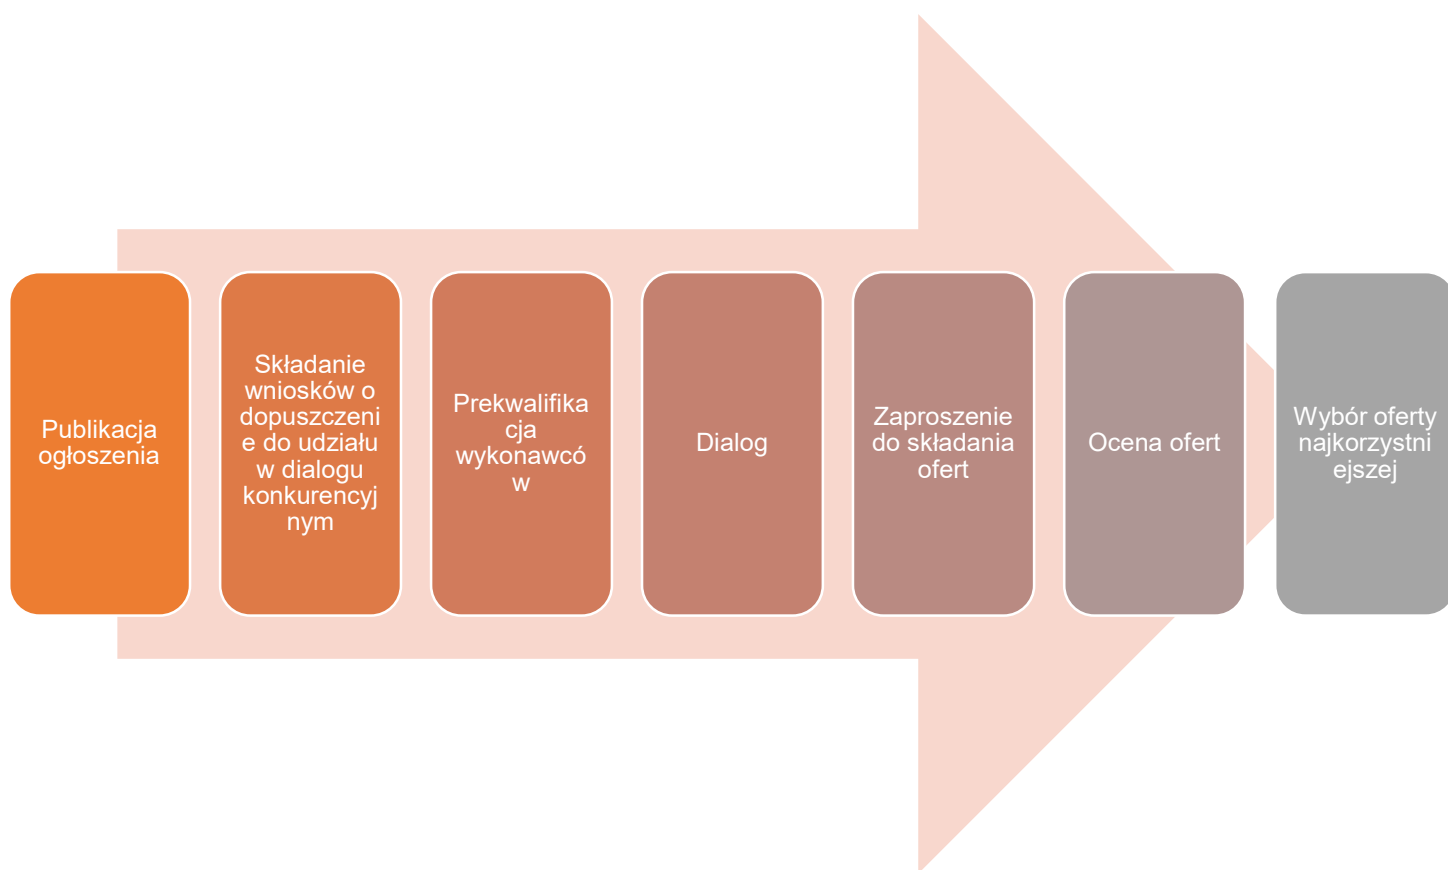 Publikacja
ogłoszenia
Składanie
wniosków o
dopuszczeni
e do udziału
w dialogu
konkurencyj
nym
Prekwalifika
cja
wykonawcó
w
Dialog
Zaproszenie
do składania
ofert
Ocena ofert
Wybór oferty
najkorzystni
ejszej